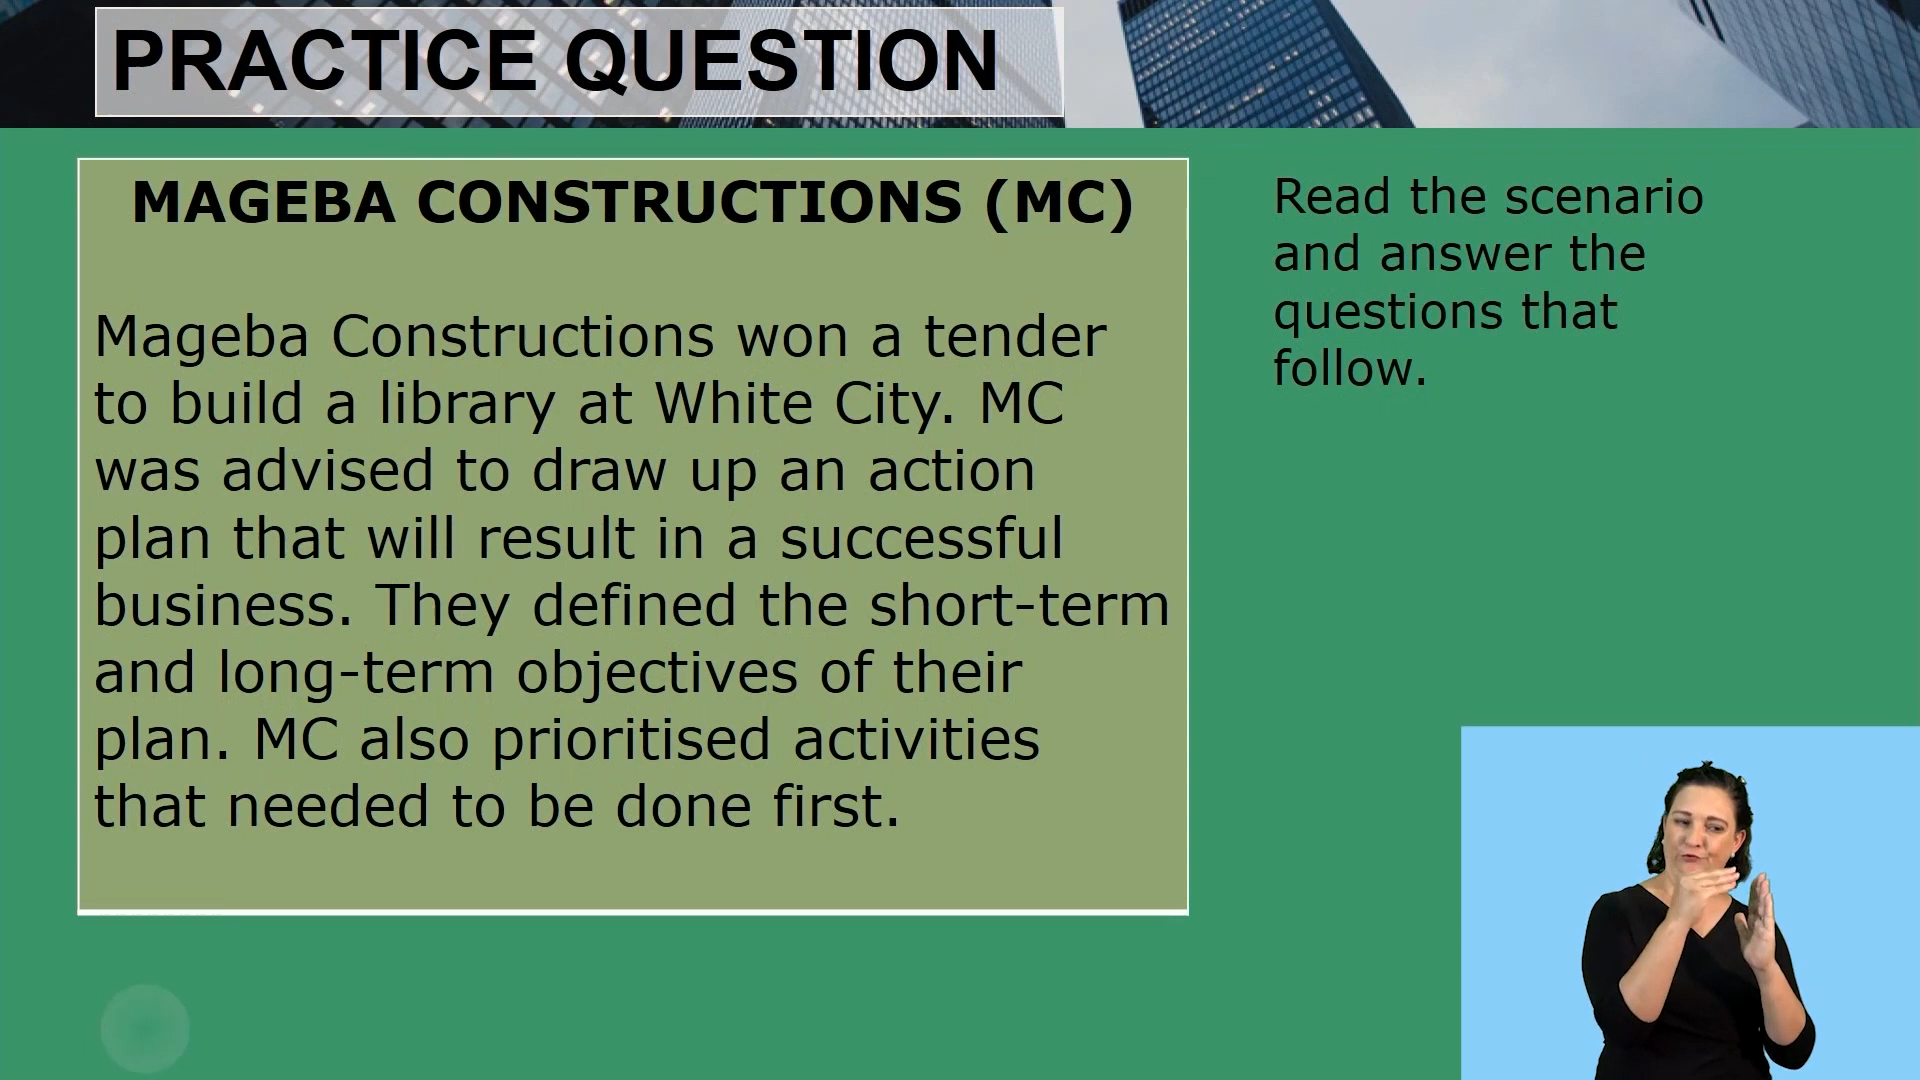 PRACTICE QUESTION
MAGEBA CONSTRUCTIONS (MC)
Mageba Constructions won a tender
to build a library at White City. MC
was advised to draw up an action
plan that will result in a successful
business. They defined the short-term
and long-term objectives of their
plan. MC also prioritised activities
that needed to be done first.
Read the scenario
and answer the
questions that
follow.